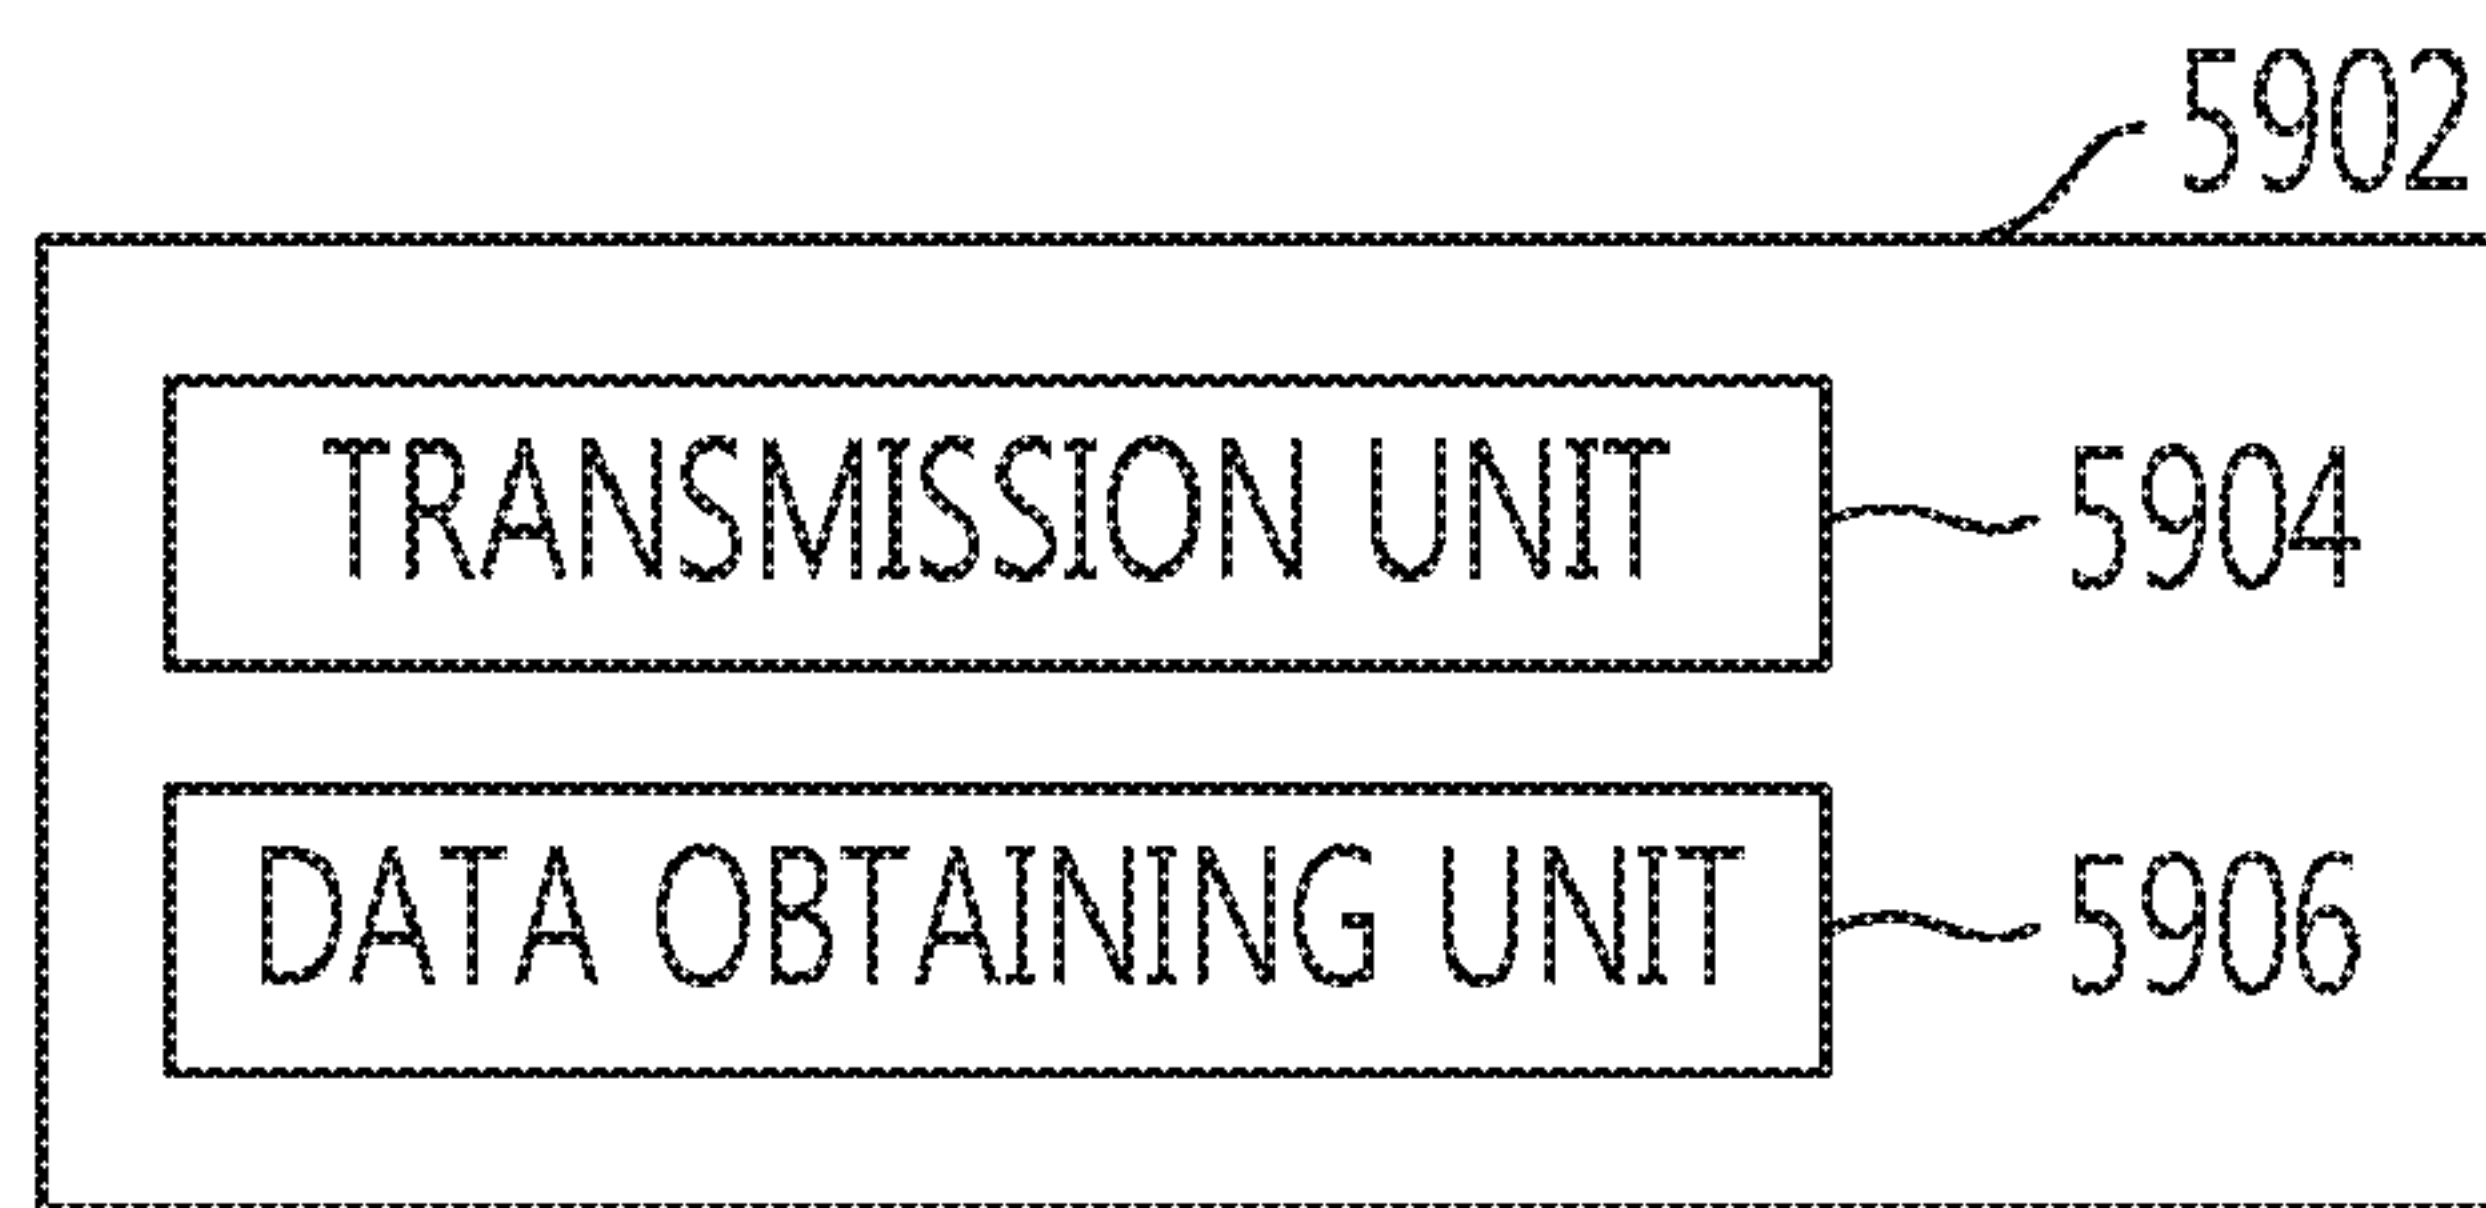 5902
TRANSMISSION UNIT
5904
DATA OBTAINING UNIT
5906